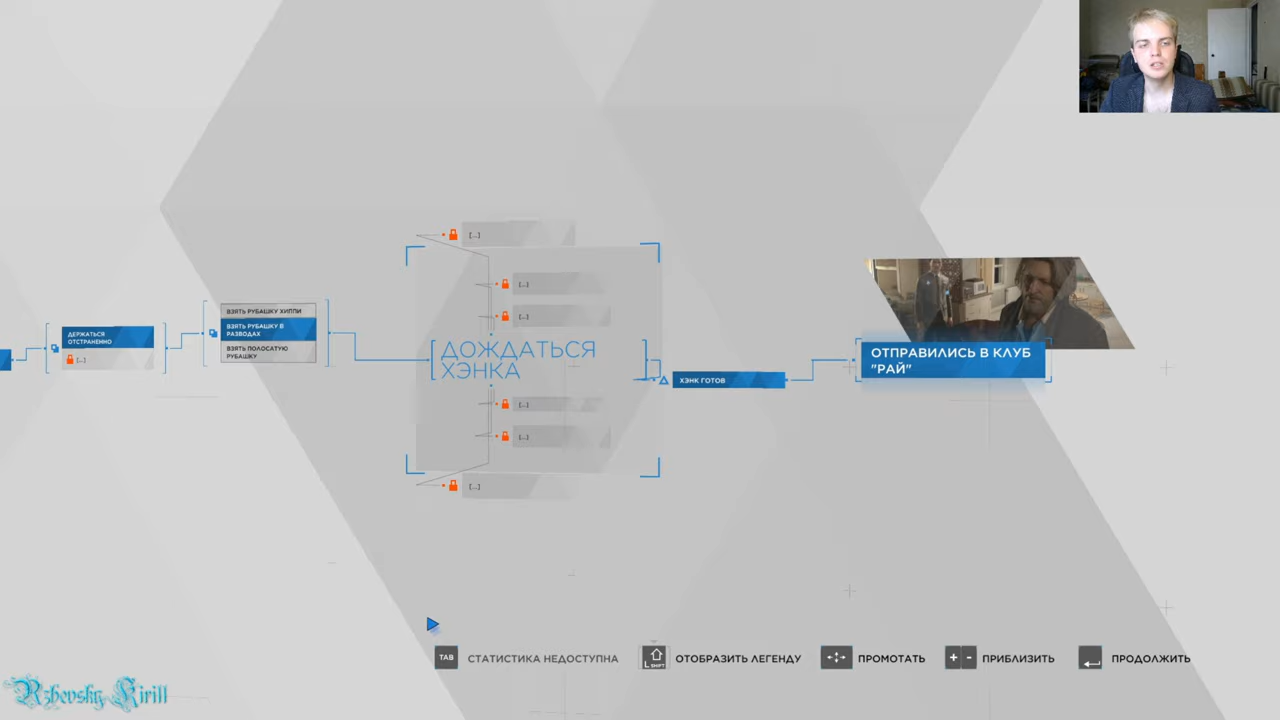 [...]
[...]
[...]
ДЕРЖАТЬСЯ
ОТСТРАНЕННО
[...]
ВЗЯТЬ РУБАШКУ ХИППИ
ВЗЯТЬ РУБАШКУ В
РАЗВОДАХ
ВЗЯТЬ ПОЛОСАТУЮ
РУБАШКУ
ДОЖДАТЬСЯ
ХЭНКА
ХЭНК ГОТОВ
ОТПРАВИЛИСЬ В КЛУБ
"РАЙ"
[...]
[...]
[...]
TAB СТАТИСТИКА НЕДОСТУПНА
L SHIFT ОТОБРАЗИТЬ ЛЕГЕНДУ
ПРОМОТАТЬ
+ - ПРИБЛИЗИТЬ
ПРОДОЛЖИТЬ
Rzhevsky Kirill